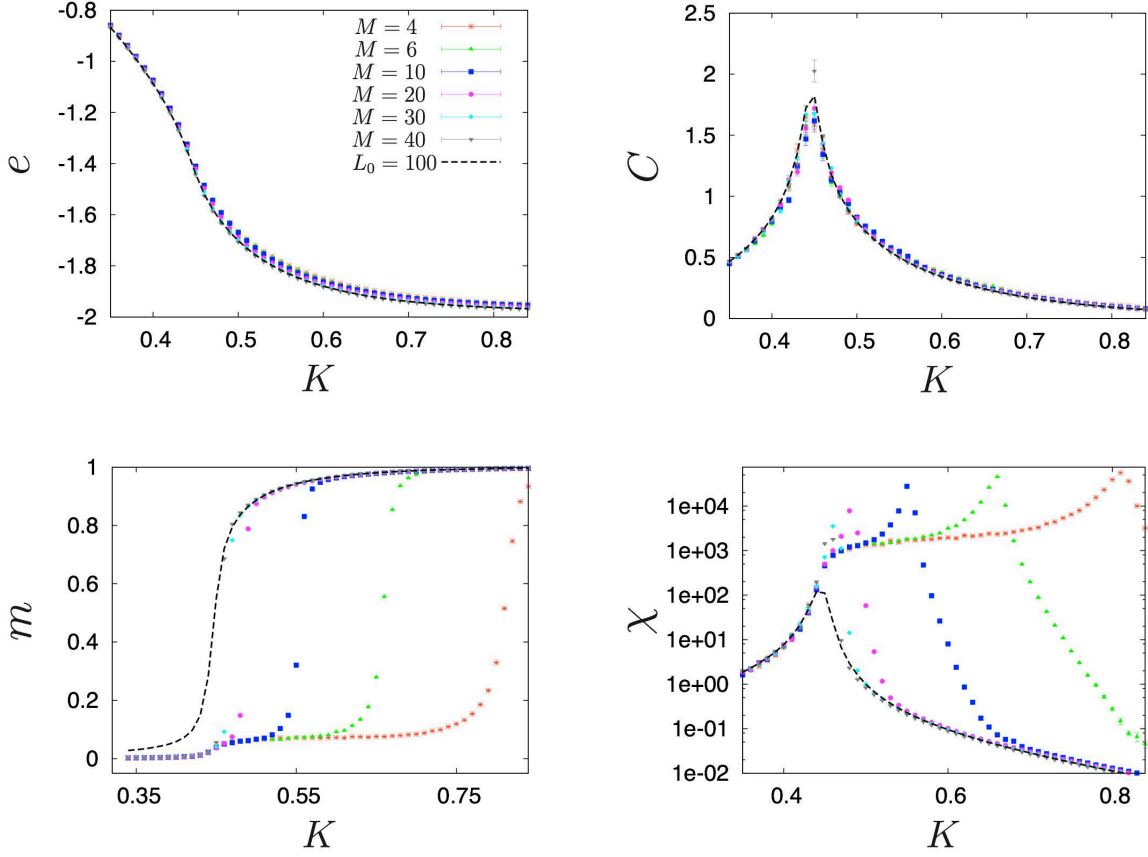 -0.8
-1
-1.2
-1.4
-1.6
-1.8
-2
e
0.4 0.5 0.6 0.7 0.8
K
M = 4
M = 6
M = 10
M = 20
M = 30
M = 40
L₀ = 100
2.5
2
1.5
1
0.5
0
C
0.4 0.5 0.6 0.7 0.8
K
1
0.8
0.6
0.4
0.2
0
m
0.35 0.55 0.75
K
1e+04
1e+03
1e+02
1e+01
1e+00
1e-01
1e-02
χ
0.4 0.6 0.8
K